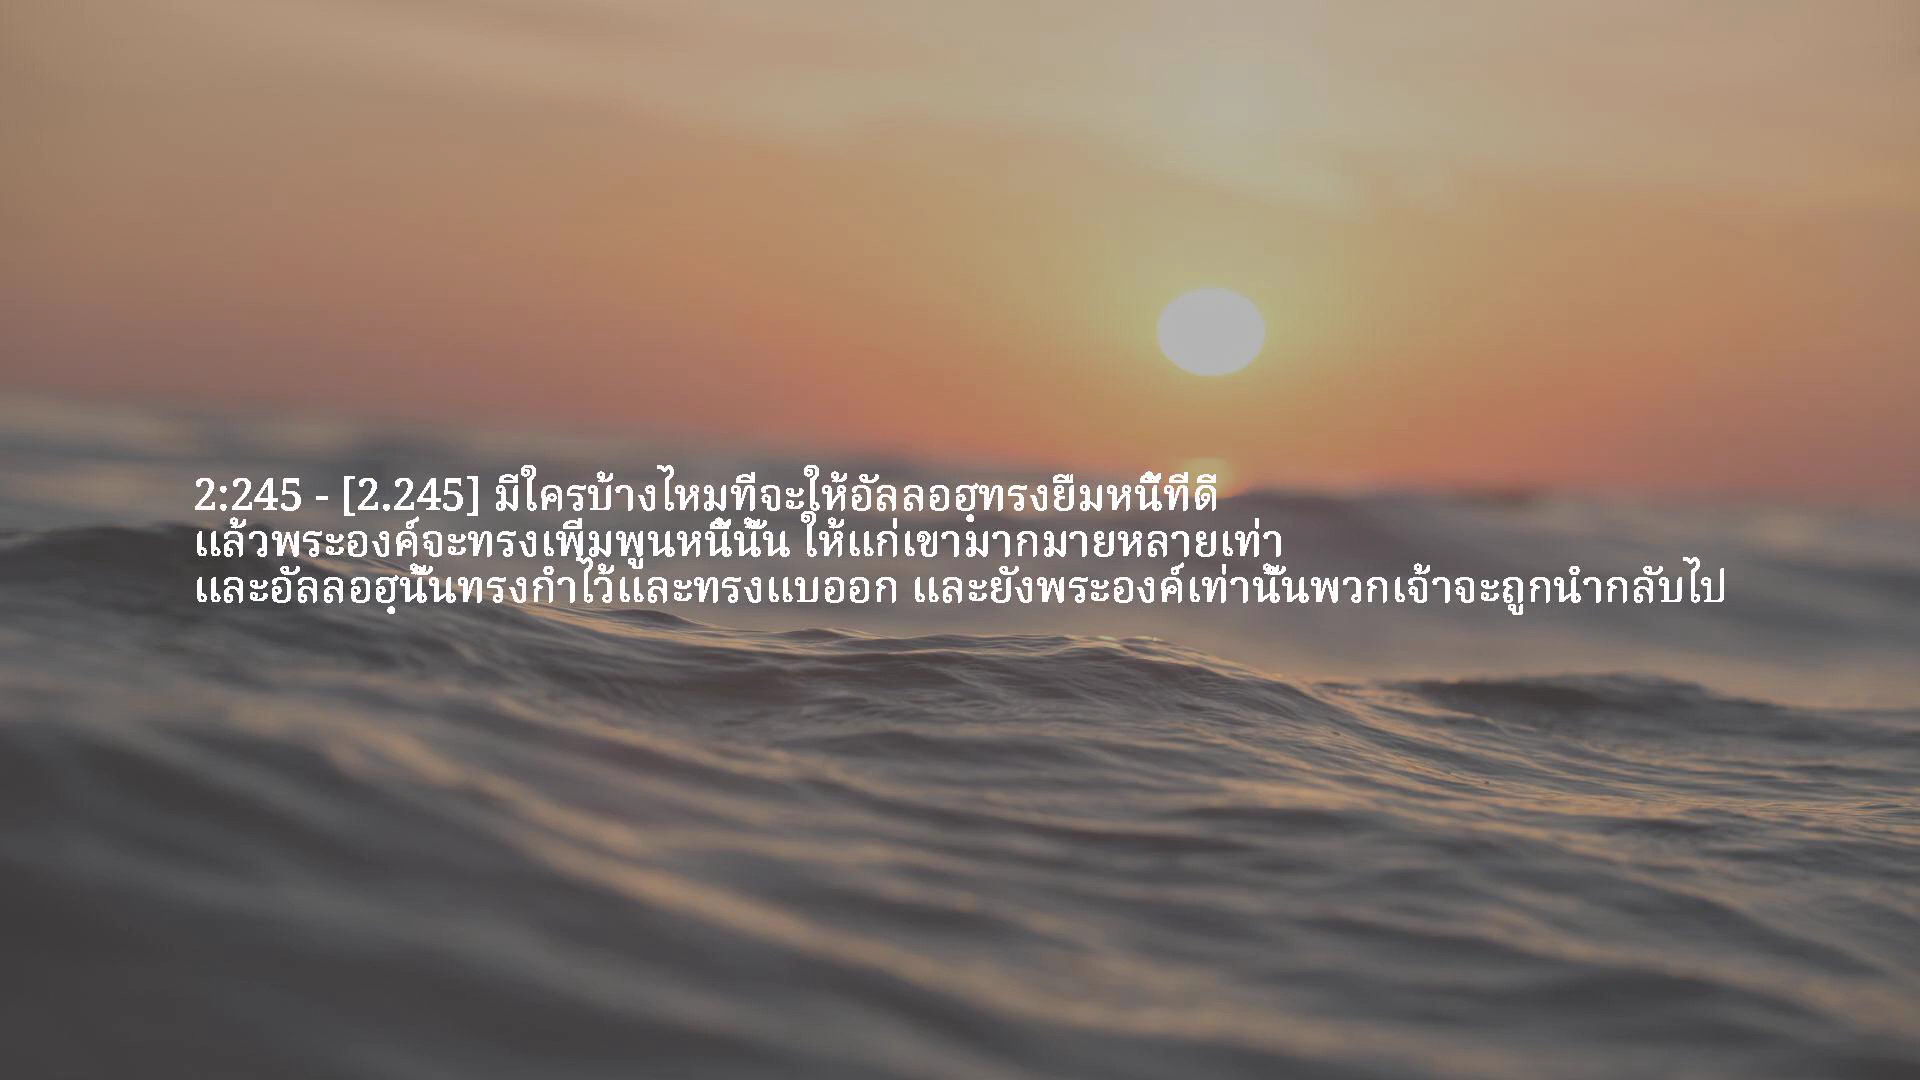 2:245 - [2.245] มีใครบ้างไหมที่จะให้อัลลอฮฺทรงยืมหนี้ที่ดี
แล้วพระองค์จะทรงเพิ่มพูนหนี้นั้น ให้แก่เขามากมายหลายเท่า
และอัลลอฮฺนั้นทรงกำไว้และทรงแบออก และยังพระองค์เท่านั้นพวกเจ้าจะถูกนำกลับไป